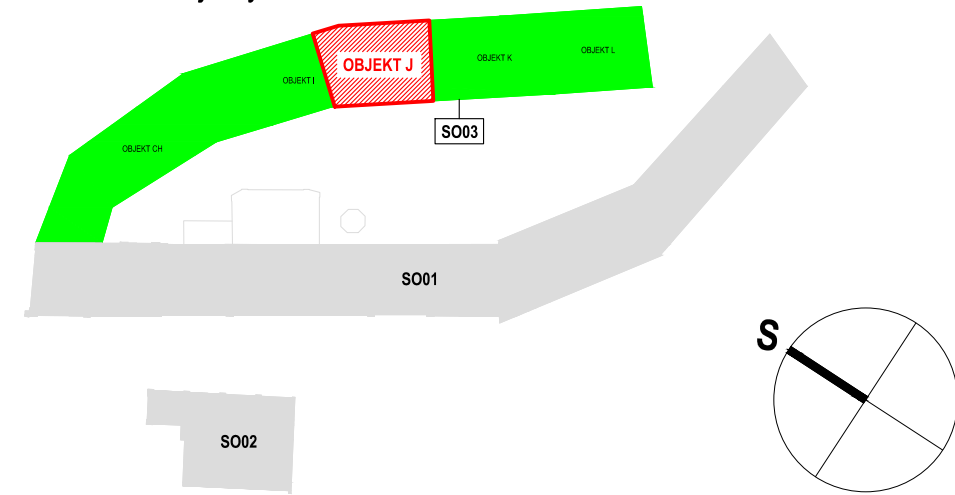 OBJEKT L
OBJEKT K
OBJEKT J
OBJEKT I
SO03
OBJEKT CH
SO01
S
SO02